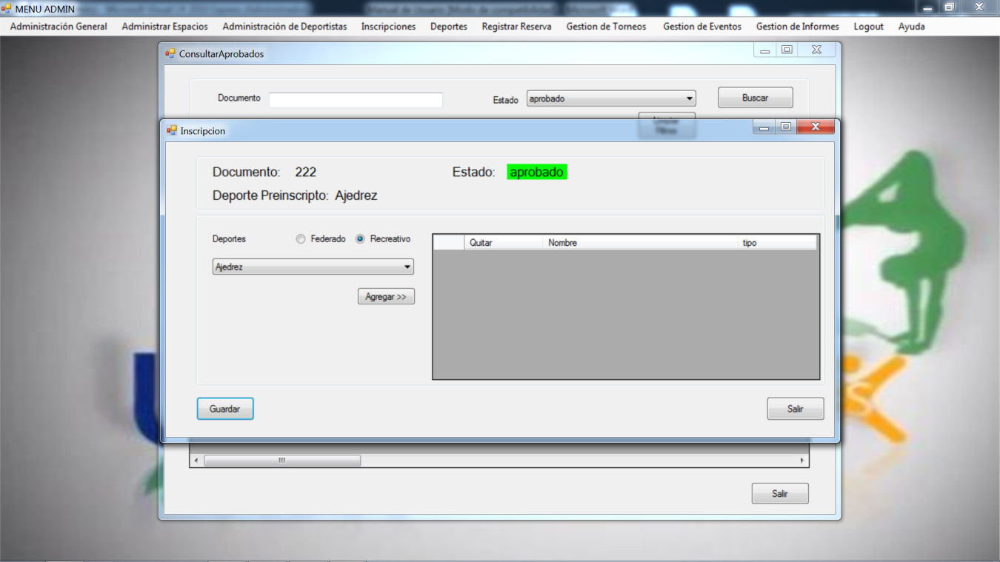 MENU ADMIN
Administración General Administrar Espacios Administración de Deportistas Inscripciones Deportes Registrar Reserva Gestion de Torneos Gestion de Eventos Gestion de Informes Logout Ayuda
ConsultarAprobados
Documento Estado aprobado Buscar
Inscripcion
Documento: 222 Estado: aprobado
Deporte Preinscripto: Ajedrez
Deportes Federado Recreativo
Quitar Nombre tipo
Ajedrez
Agregar >>
Guardar Salir
Salir